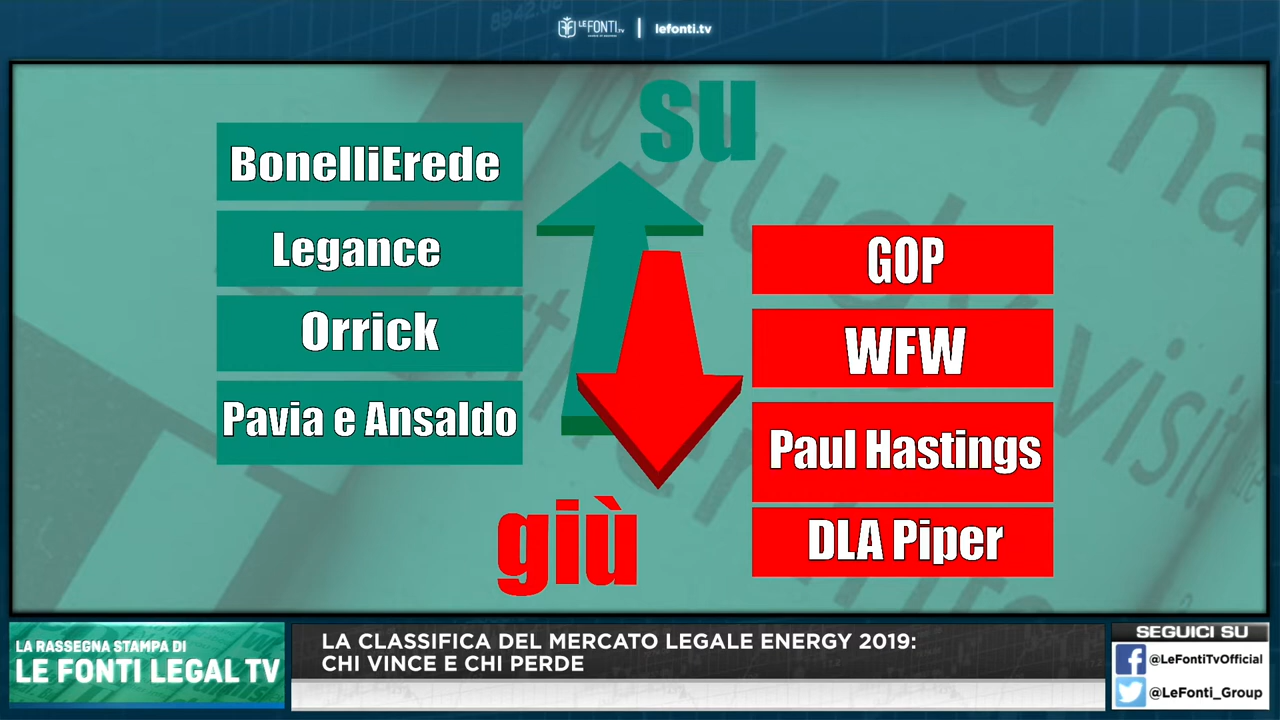 LE FONTI.TV
lefonti.tv
su
BonelliErede
Legance
Orrick
Pavia e Ansaldo
GOP
WFW
Paul Hastings
DLA Piper
giù
LA RASSEGNA STAMPA DI
LE FONTI LEGAL TV
LA CLASSIFICA DEL MERCATO LEGALE ENERGY 2019:
CHI VINCE E CHI PERDE
SEGUICI SU
@LeFontiTvOfficial
@LeFonti_Group